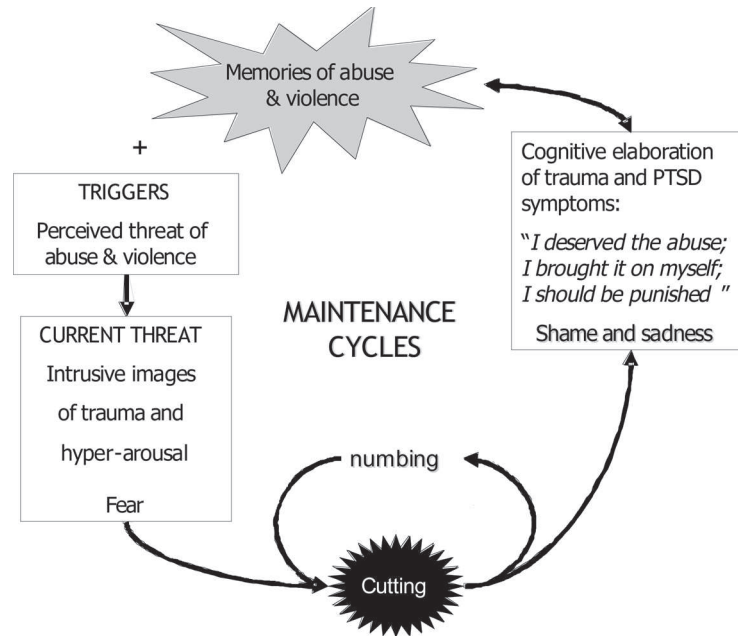 Memories of abuse
& violence
+
TRIGGERS
Perceived threat of
abuse & violence
CURRENT THREAT
Intrusive images
of trauma and
hyper-arousal
Fear
MAINTENANCE
CYCLES
numbing
Cutting
Cognitive elaboration
of trauma and PTSD
symptoms:
"I deserved the abuse;
I brought it on myself;
I should be punished "
Shame and sadness